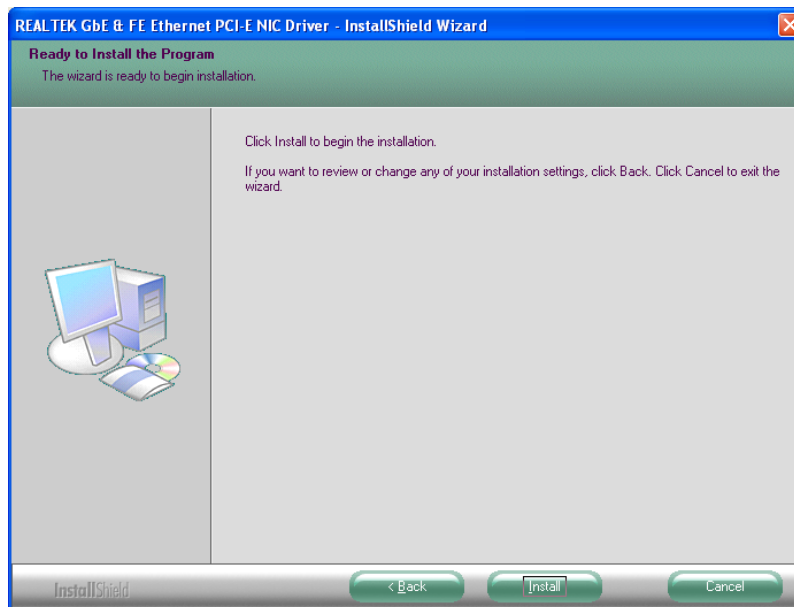 REALTEK GbE & FE Ethernet PCI-E NIC Driver - InstallShield Wizard
Ready to Install the Program
The wizard is ready to begin installation.
Click Install to begin the installation.
If you want to review or change any of your installation settings, click Back. Click Cancel to exit the
wizard.
InstallShield
< Back
Install
Cancel